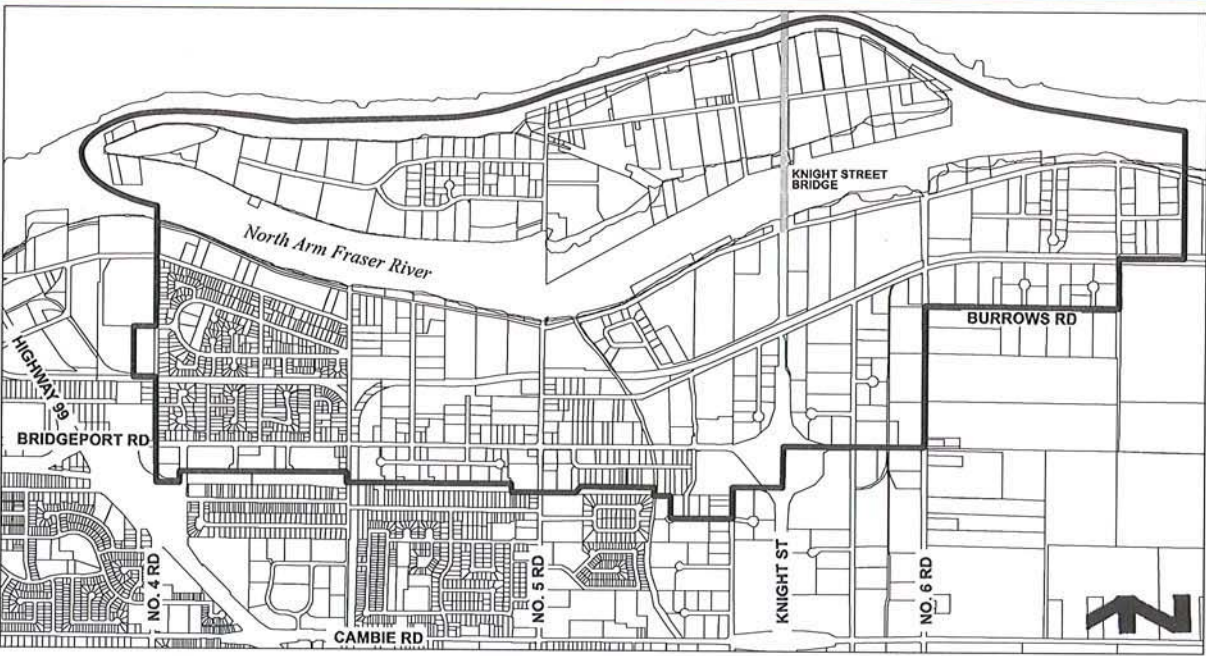 KNIGHT STREET
BRIDGE
North Arm Fraser River
BURROWS RD
HIGHWAY 99
BRIDGEPORT RD
NO. 4 RD
NO. 5 RD
KNIGHT ST
NO. 6 RD
CAMBIE RD